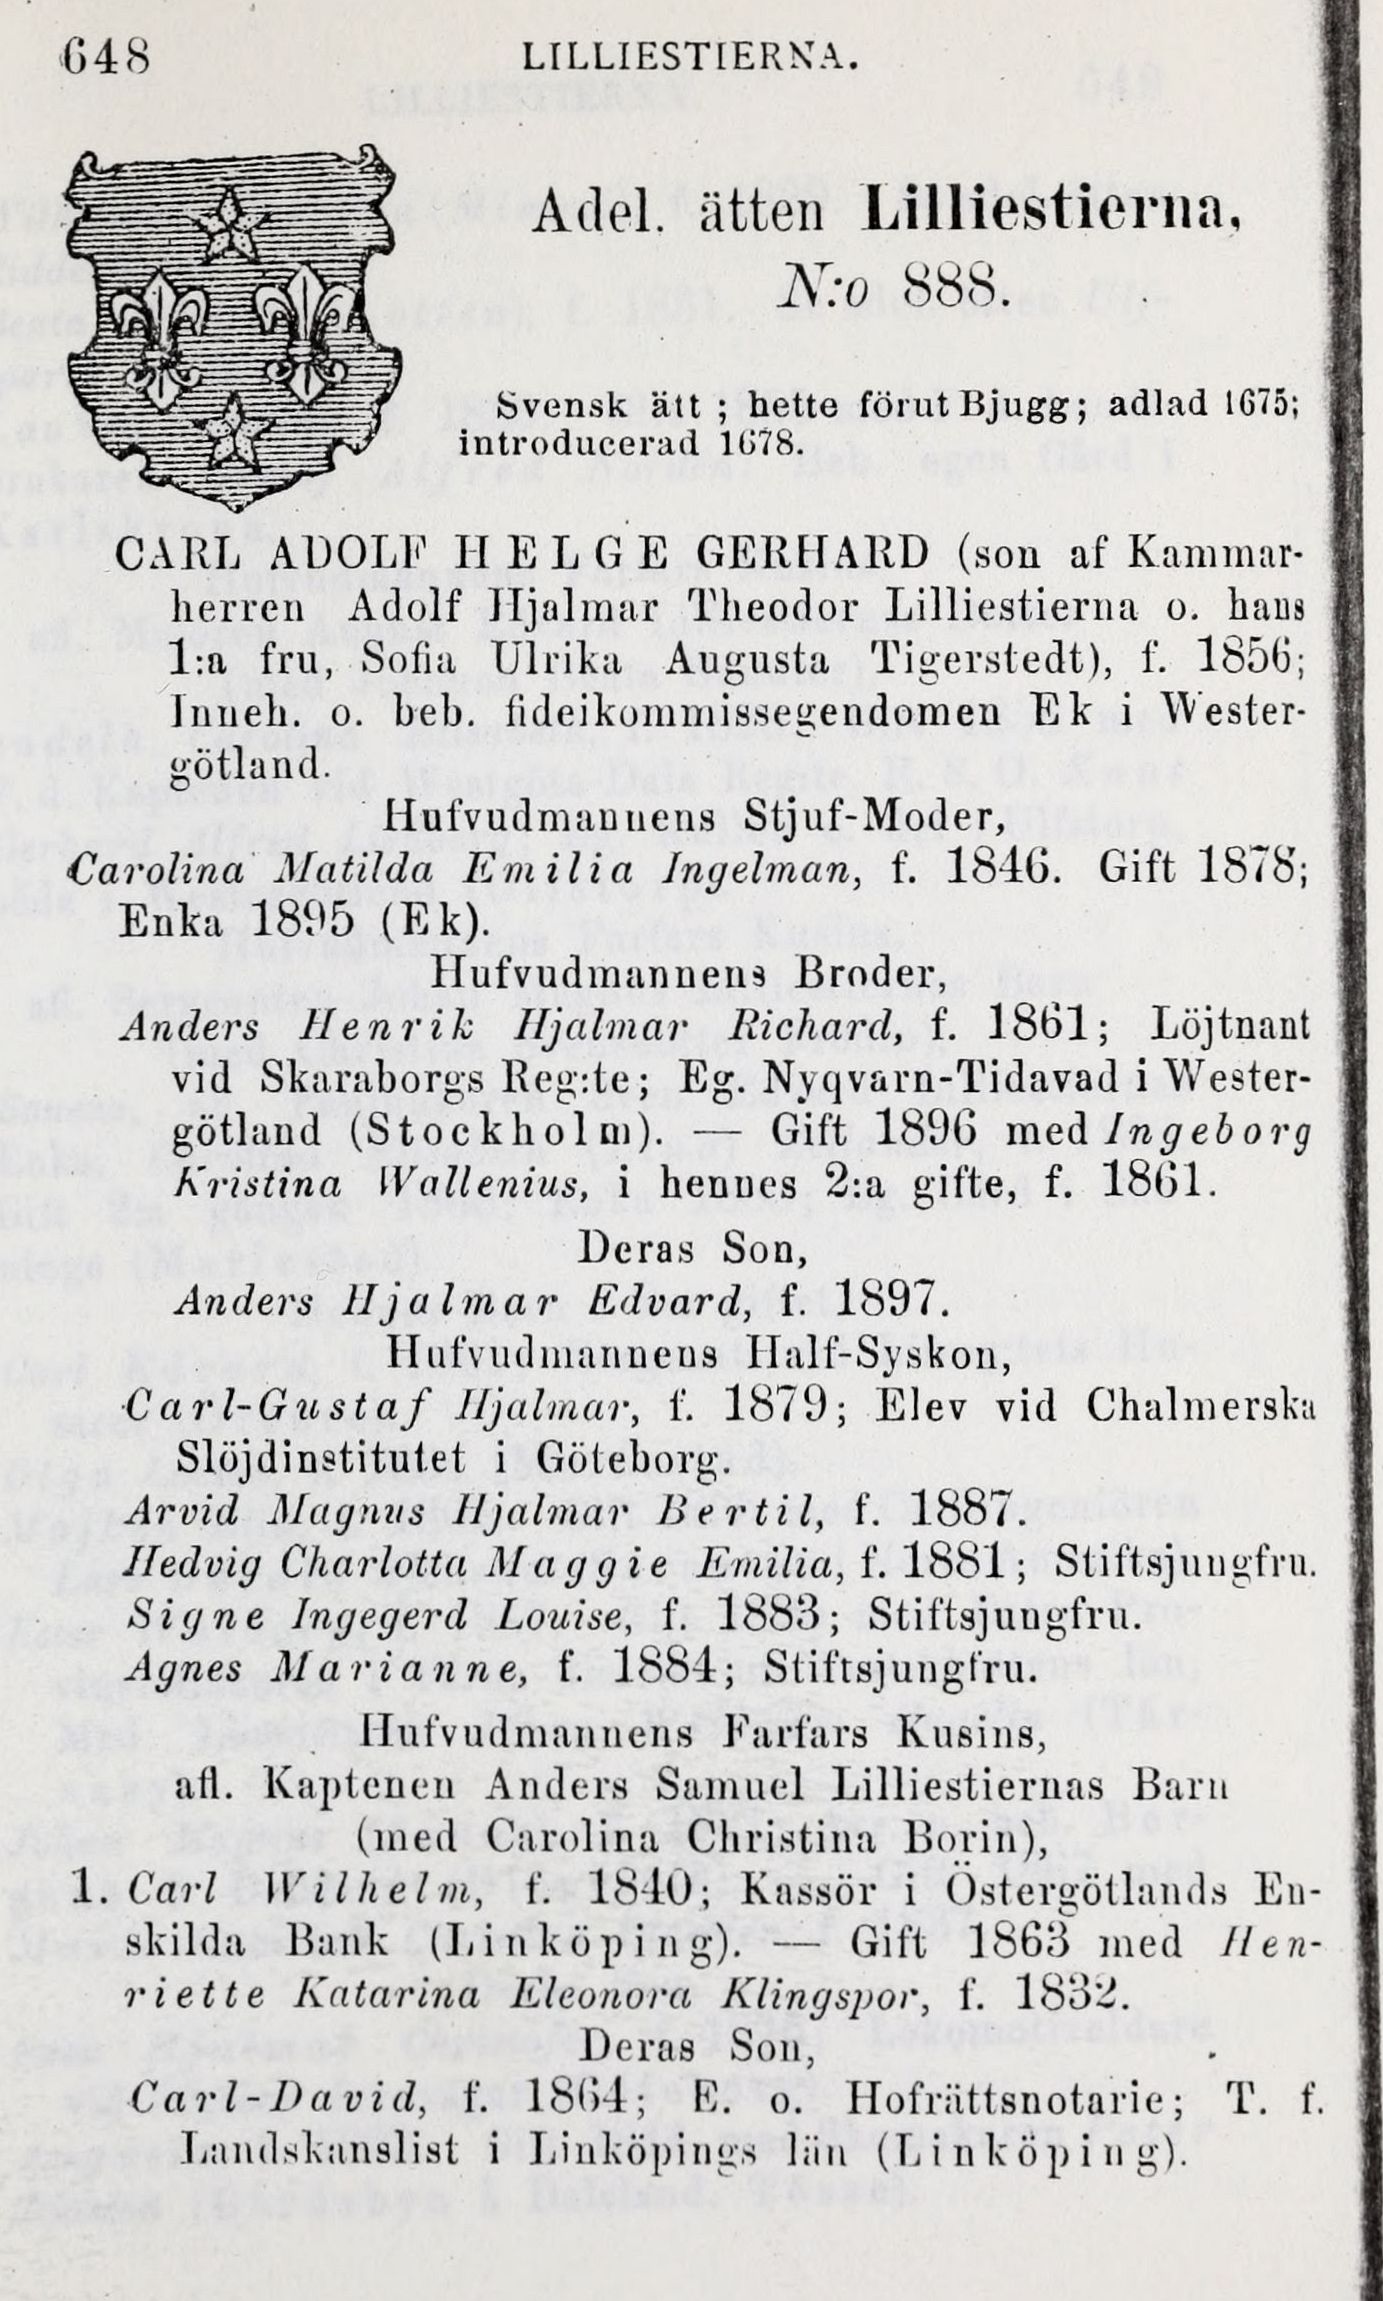 648 LILLIESTIERNA.
Adel. ätten Lilliestierna,
N:o 888.
Svensk ätt ; hette förut Bjugg; adlad 1675;
introducerad 1678.
CARL ADOLF HELGE GERHARD (son af Kammar-
herren Adolf Hjalmar Theodor Lilliestierna o. hans
1:a fru, Sofia Ulrika Augusta Tigerstedt), f. 1856;
Inneh. o. beb. fideikommissegendomen Ek i Wester-
götland.
Hufvudmannens Stjuf-Moder,
Carolina Matilda Emilia Ingelman, f. 1846. Gift 1878;
Enka 1895 (Ek).
Hufvudmannens Broder,
Anders Henrik Hjalmar Richard, f. 1861; Löjtnant
vid Skaraborgs Reg:te; Eg. Nyqvarn-Tidavad i Wester-
götland (Stockholm). — Gift 1896 med Ingeborg
Kristina Wallenius, i hennes 2:a gifte, f. 1861.
Deras Son,
Anders Hjalmar Edvard, f. 1897.
Hufvudmannens Half-Syskon,
Carl-Gustaf Hjalmar, f. 1879; Elev vid Chalmerska
Slöjdinstitutet i Göteborg.
Arvid Magnus Hjalmar Bertil, f. 1887.
Hedvig Charlotta Maggie Emilia, f. 1881; Stiftsjungfru.
Signe Ingegerd Louise, f. 1883; Stiftsjungfru.
Agnes Marianne, f. 1884; Stiftsjungfru.
Hufvudmannens Farfars Kusins,
afl. Kaptenen Anders Samuel Lilliestiernas Barn
(med Carolina Christina Borin),
1. Carl Wilhelm, f. 1840; Kassör i Östergötlands En-
skilda Bank (Linköping). — Gift 1863 med Hen-
riette Katarina Eleonora Klingspor, f. 1832.
Deras Son,
Carl-David, f. 1864; E. o. Hofrättsnotarie; T. f.
Landskanslist i Linköpings län (Linköping).